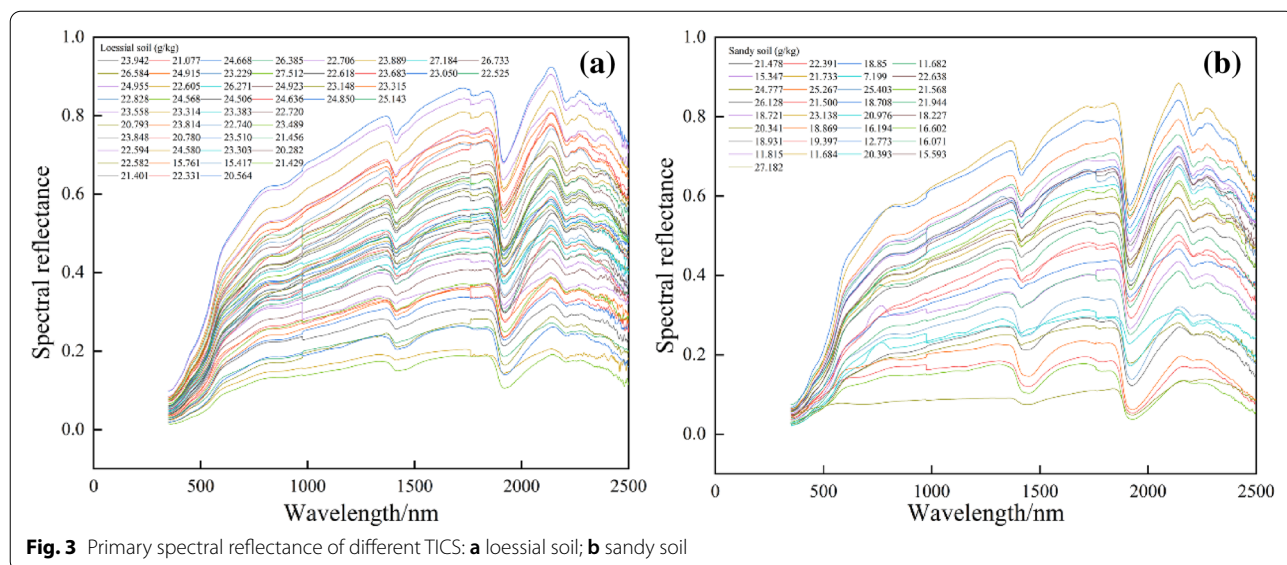 1.0
0.8
0.6
0.4
0.2
0.0
Spectral reflectance
Loessial soil (g/kg)
(a)
23.942 21.077 24.668 26.385 22.706 23.889 27.184 26.733
26.584 24.915 23.229 27.512 22.618 23.683 23.050 22.525
24.955 22.605 26.271 24.923 23.148 23.315
22.828 24.568 24.506 24.636 24.850 25.143
23.558 23.314 23.383 22.720
20.793 23.814 22.740 23.489
23.848 20.780 23.510 21.456
22.594 24.580 23.303 20.282
22.582 15.761 15.417 21.429
21.401 22.331 20.564
0 500 1000 1500 2000 2500
Wavelength/nm
1.0
0.8
0.6
0.4
0.2
0.0
Spectral reflectance
Sandy soil (g/kg)
(b)
21.478 22.391 18.85 11.682
15.347 21.733 7.199 22.638
24.777 25.267 25.403 21.568
26.128 21.500 18.708 21.944
18.721 23.138 20.976 18.227
20.341 18.869 16.194 16.602
18.931 19.397 12.773 16.071
11.815 11.684 20.393 15.593
27.182
0 500 1000 1500 2000 2500
Wavelength/nm
Fig. 3 Primary spectral reflectance of different TICS: a loessial soil; b sandy soil